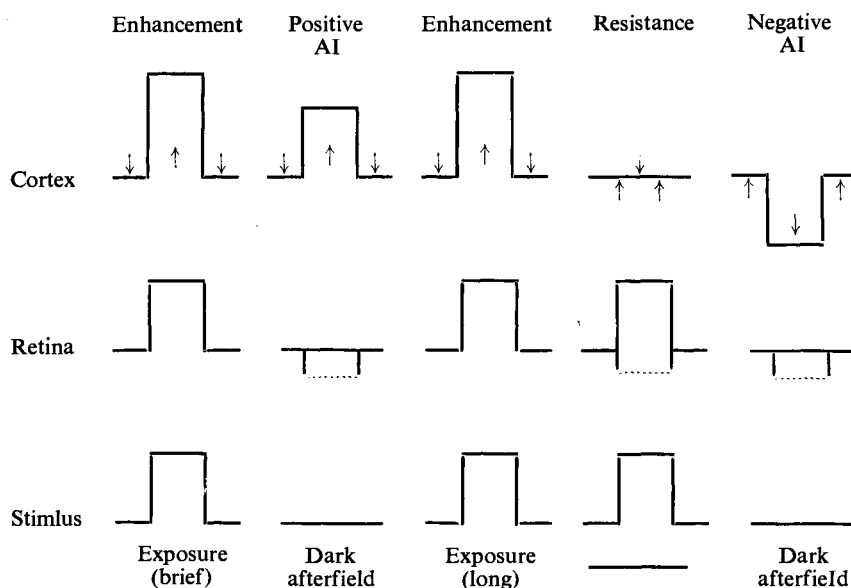 Enhancement Positive Enhancement Resistance Negative
AI AI
Cortex
Retina
Stimlus
Exposure Dark Exposure Dark
(brief) afterfield (long) afterfield